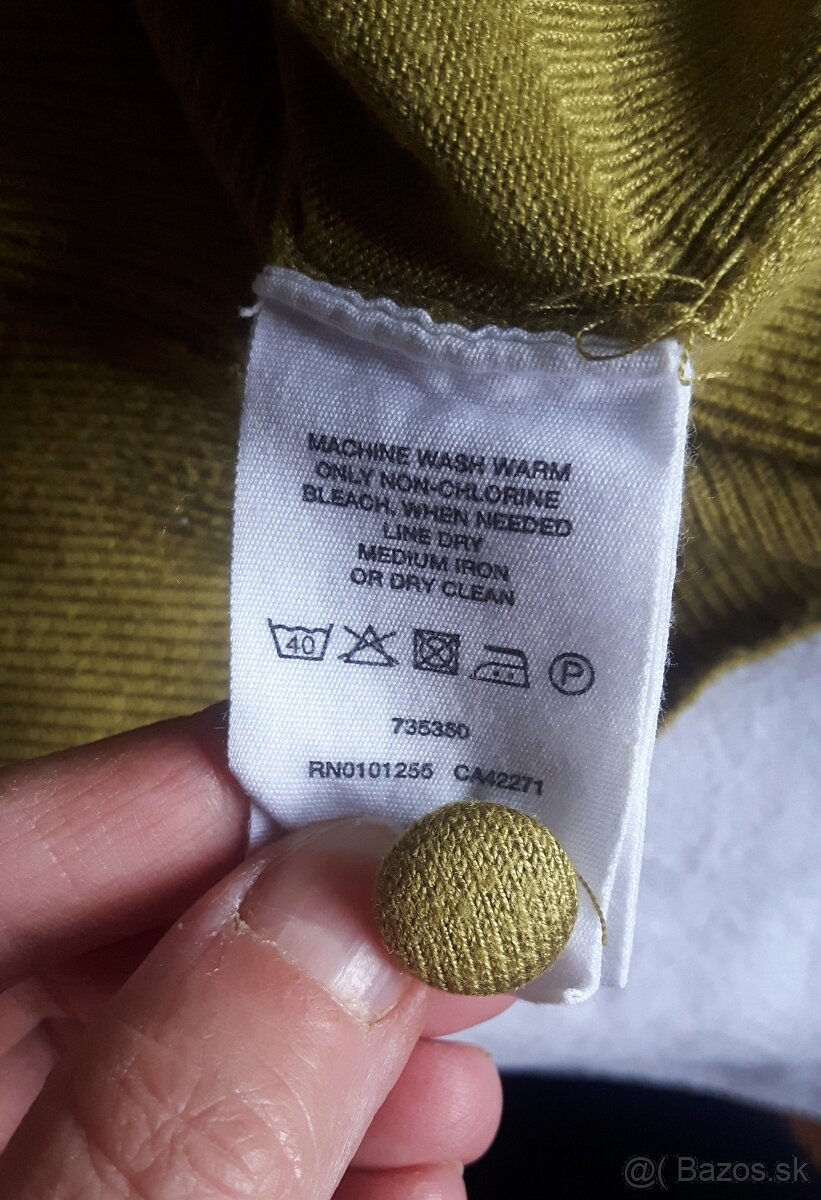 MACHINE WASH WARM
ONLY NON-CHLORINE
BLEACH, WHEN NEEDED
LINE DRY
MEDIUM IRON
OR DRY CLEAN
40 P
735350
RN0101255 CA42271
@( Bazos.sk